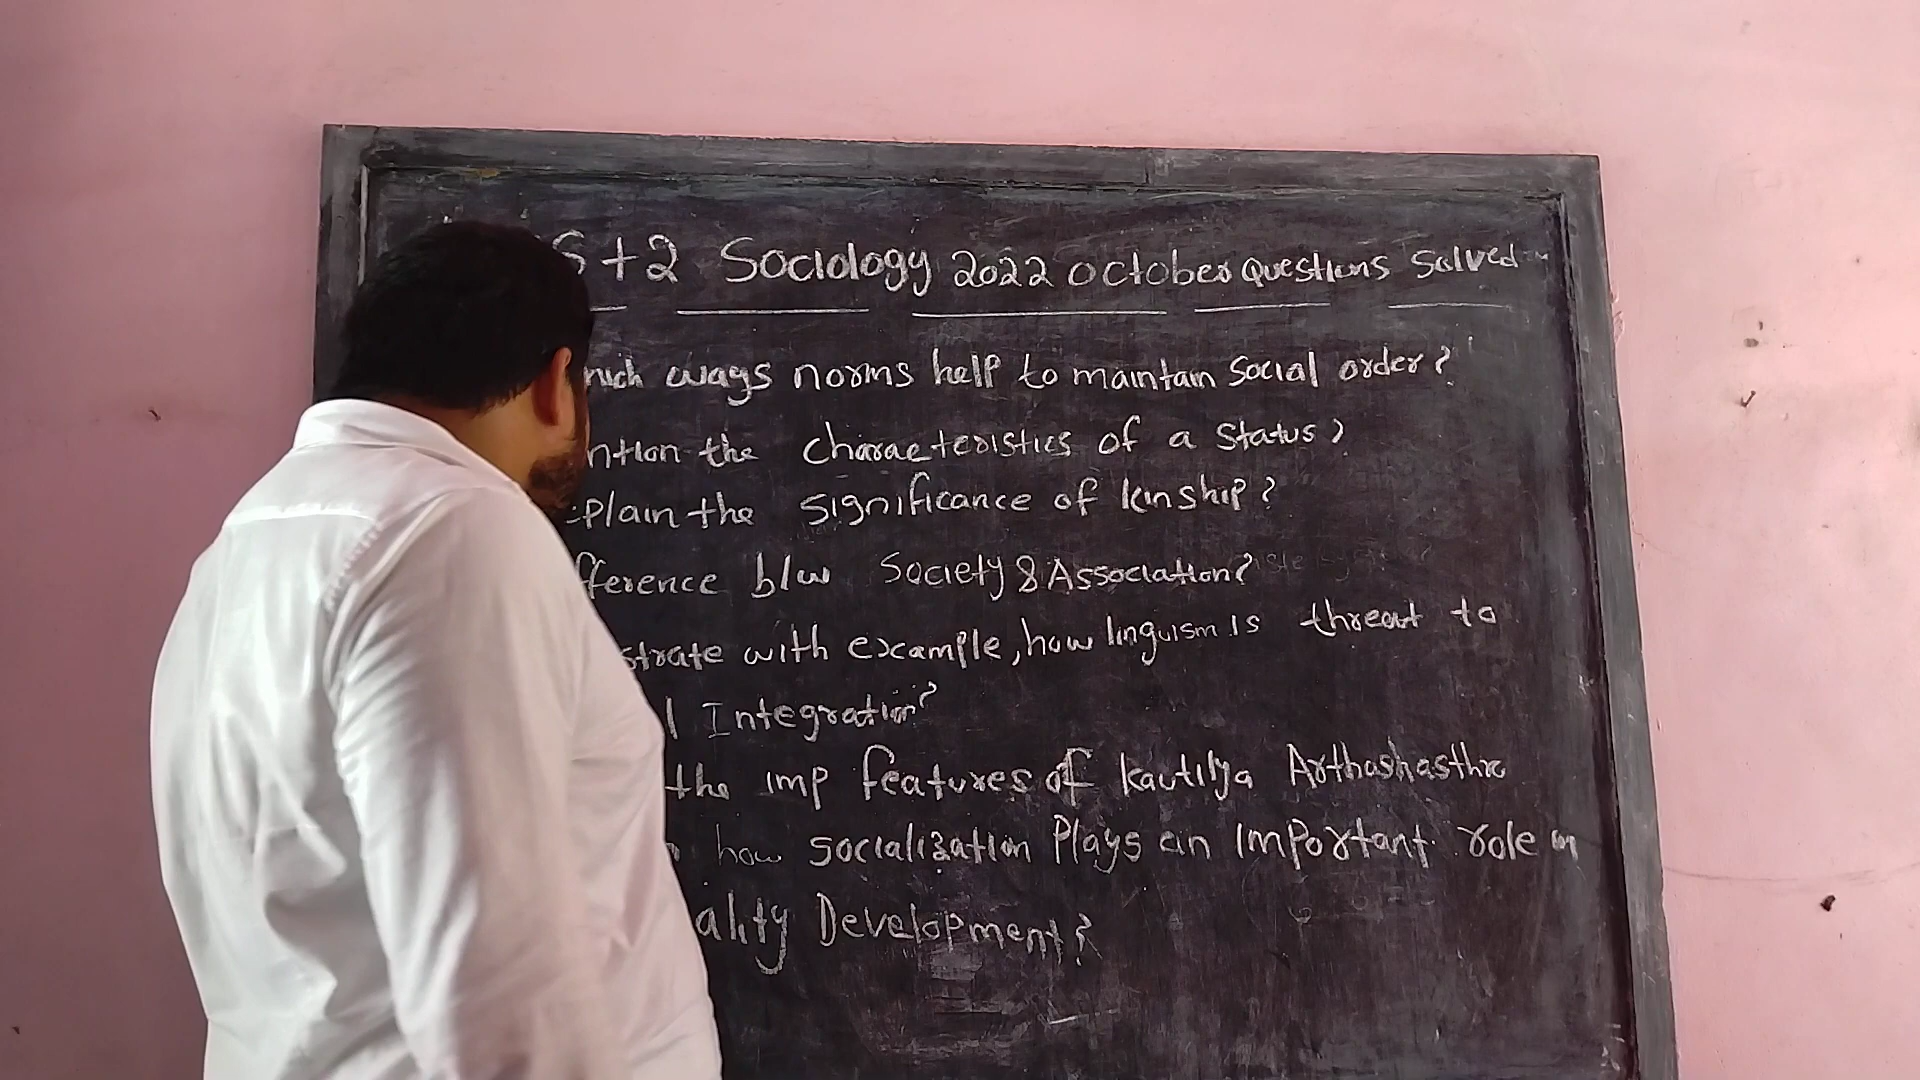 S+2 Sociology 2022 October Questions Solved
hich ways norms help to maintain Social order?
ntion the characteristics of a Status?
plain the significance of kinship?
fference b/w Society & Association?
strate with example, how linguism is threat to
l Integration?
the imp features of Kautilya Arthashasthra
how socialization Plays an Important role in
ality Development?